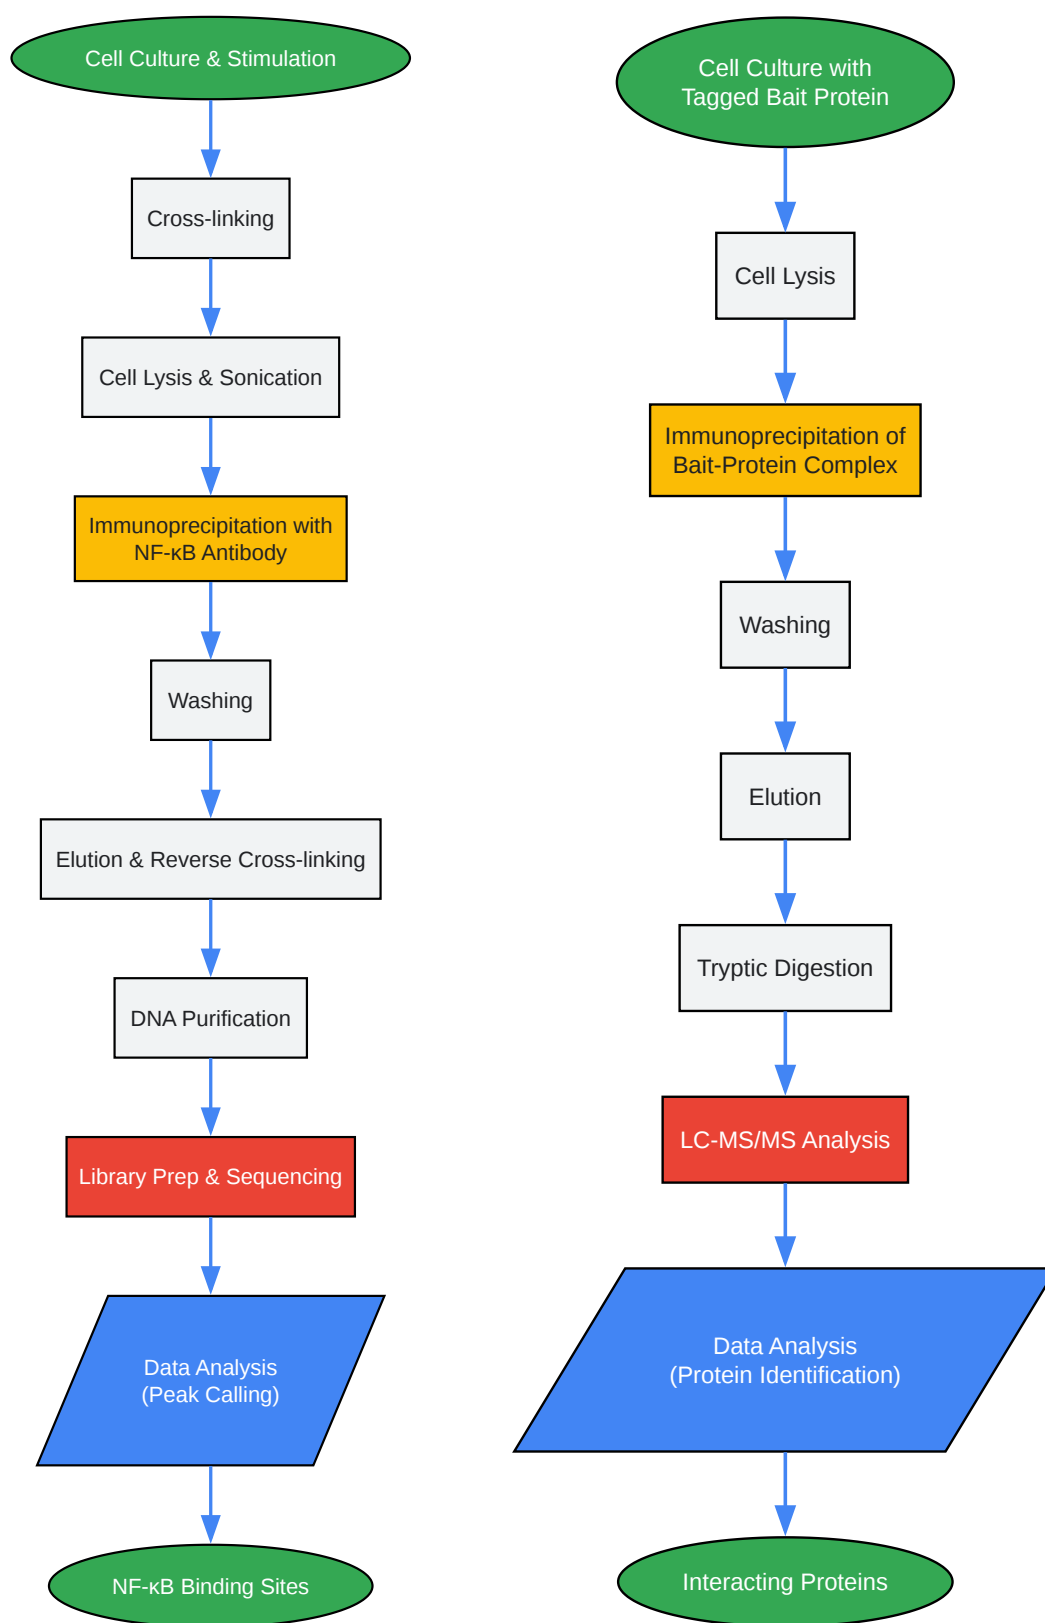 Cell Culture & Stimulation
Cross-linking
Cell Lysis & Sonication
Immunoprecipitation with
NF-κB Antibody
Washing
Elution & Reverse Cross-linking
DNA Purification
Library Prep & Sequencing
Data Analysis
(Peak Calling)
NF-κB Binding Sites
Cell Culture with
Tagged Bait Protein
Cell Lysis
Immunoprecipitation of
Bait-Protein Complex
Washing
Elution
Tryptic Digestion
LC-MS/MS Analysis
Data Analysis
(Protein Identification)
Interacting Proteins